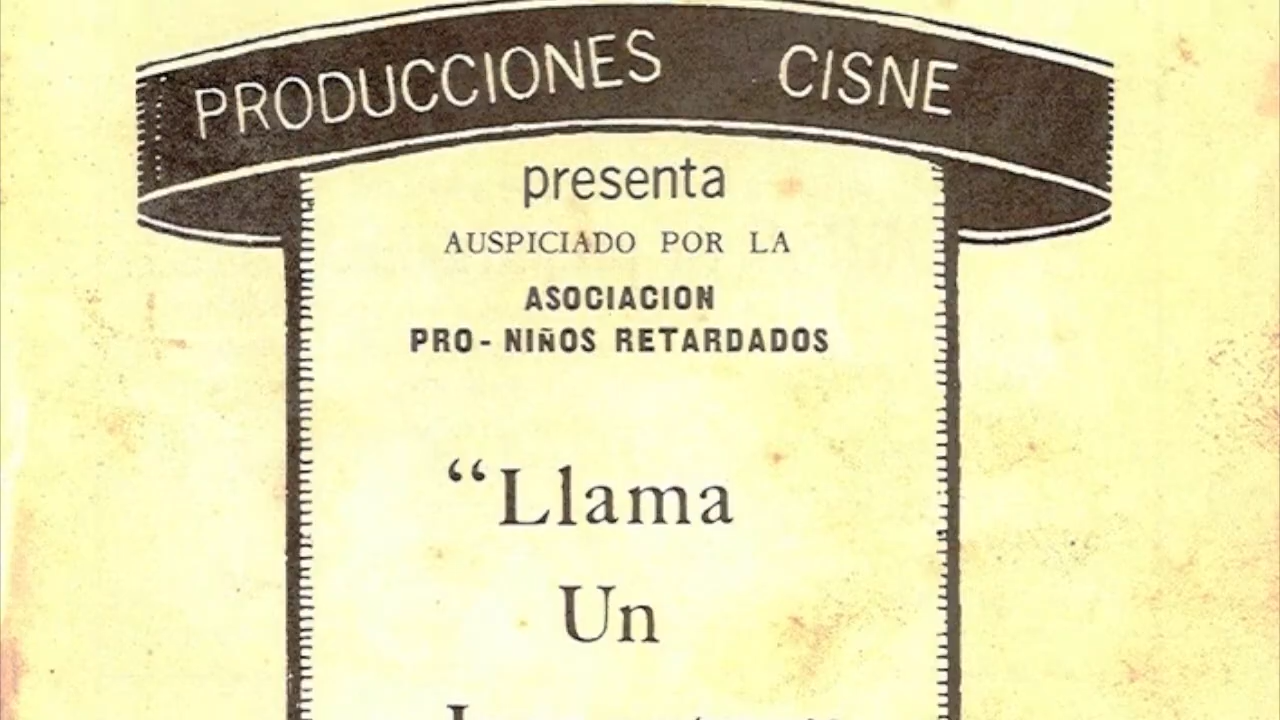 PRODUCCIONES CISNE
presenta
AUSPICIADO POR LA
ASOCIACION
PRO-NIÑOS RETARDADOS
“Llama
Un